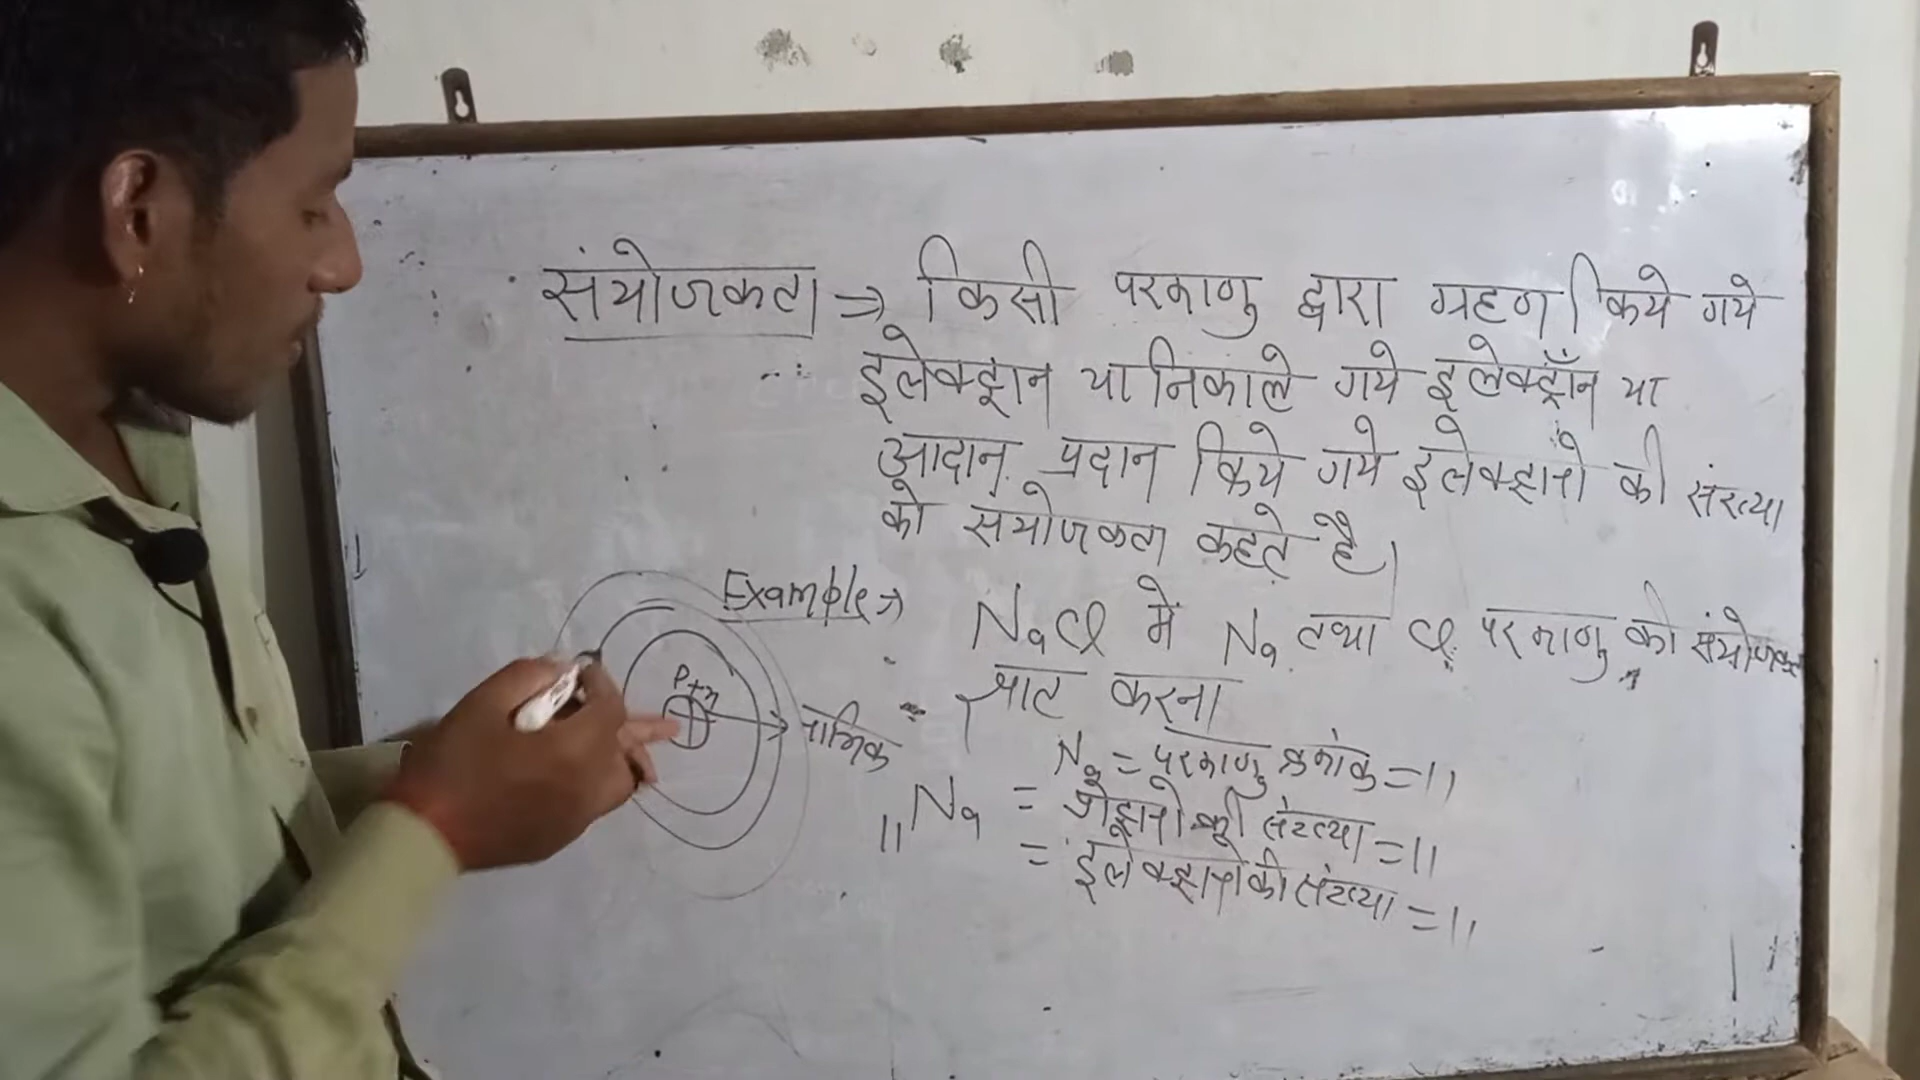 संयोजकता ⇒ किसी परमाणु द्वारा ग्रहण किये गये
इलेक्ट्रान या निकाले गये इलेक्ट्रॉन या
आदान प्रदान किये गये इलेक्ट्रानो की संख्या
को संयोजकता कहते है।
Example → NaCl में Na तथा Cl परमाणु की संयोजकता
ज्ञात करना
P+n
नाभिक
Na = परमाणु क्रमांक = 11
11Na = प्रोट्रानो की संख्या = 11
= इलेक्ट्रानो की संख्या = 11